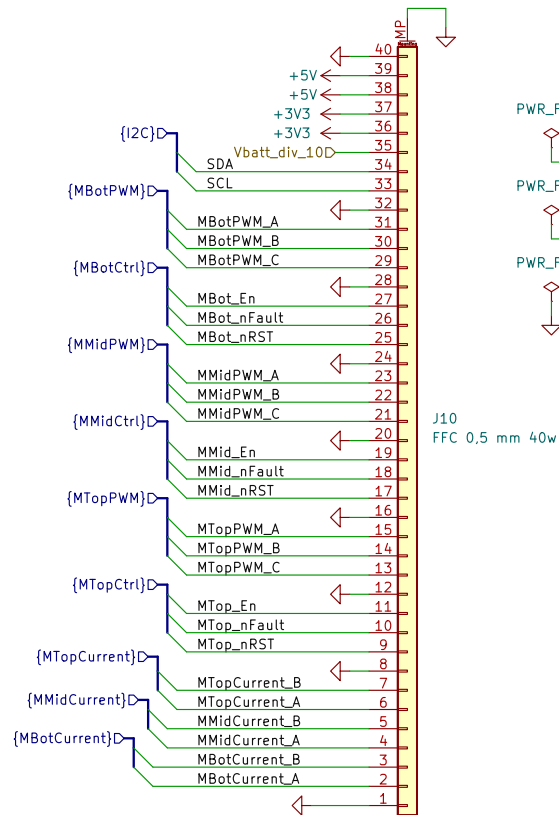 MP
40
+5V 39
+5V 38
+3V3 37
+3V3 36
PWR_F
Vbatt_div_10 35
{I2C} SDA 34
SCL 33
PWR_F
{MBotPWM} 32
MBotPWM_A 31
MBotPWM_B 30
MBotPWM_C 29
PWR_F
{MBotCtrl} 28
MBot_En 27
MBot_nFault 26
MBot_nRST 25
{MMidPWM} 24
MMidPWM_A 23
MMidPWM_B 22
MMidPWM_C 21
J10
FFC 0,5 mm 40w
{MMidCtrl} 20
MMid_En 19
MMid_nFault 18
MMid_nRST 17
{MTopPWM} 16
MTopPWM_A 15
MTopPWM_B 14
MTopPWM_C 13
{MTopCtrl} 12
MTop_En 11
MTop_nFault 10
MTop_nRST 9
{MTopCurrent} 8
MTopCurrent_B 7
MTopCurrent_A 6
{MMidCurrent} MMidCurrent_B 5
MMidCurrent_A 4
{MBotCurrent} MBotCurrent_B 3
MBotCurrent_A 2
1